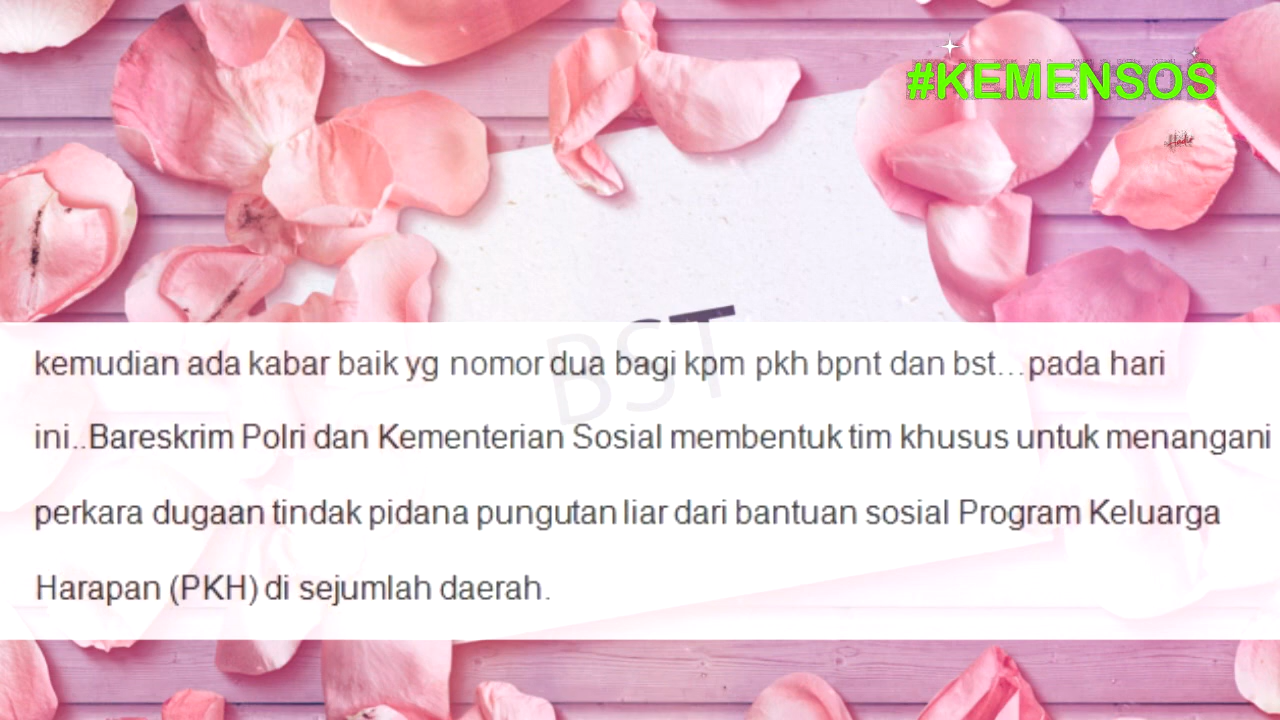 #KEMENSOS
Hadir
BST
kemudian ada kabar baik yg nomor dua bagi kpm pkh bpnt dan bst...pada hari
ini..Bareskrim Polri dan Kementerian Sosial membentuk tim khusus untuk menangani
perkara dugaan tindak pidana pungutan liar dari bantuan sosial Program Keluarga
Harapan (PKH) di sejumlah daerah.